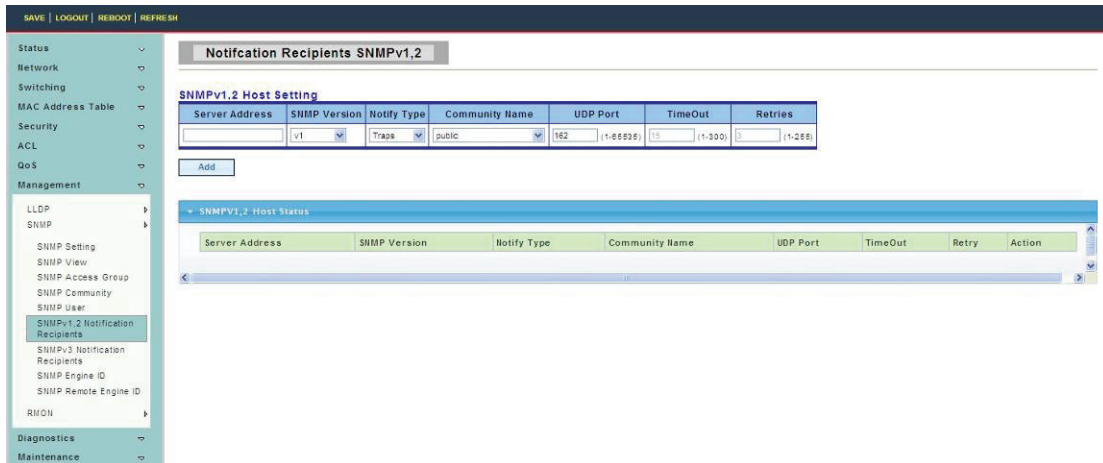 SAVE | LOGOUT | REBOOT | REFRESH
Status
Network
Switching
MAC Address Table
Security
ACL
QoS
Management
LLDP
SNMP
SNMP Setting
SNMP View
SNMP Access Group
SNMP Community
SNMP User
SNMPv1,2 Notification
Recipients
SNMPv3 Notification
Recipients
SNMP Engine ID
SNMP Remote Engine ID
RMON
Diagnostics
Maintenance
Notifcation Recipients SNMPv1,2
SNMPv1,2 Host Setting
Server Address SNMP Version Notify Type Community Name UDP Port TimeOut Retries
v1 Traps public 162 (1-65535) 15 (1-300) 3 (1-255)
Add
SNMPV1,2 Host Status
Server Address SNMP Version Notify Type Community Name UDP Port TimeOut Retry Action